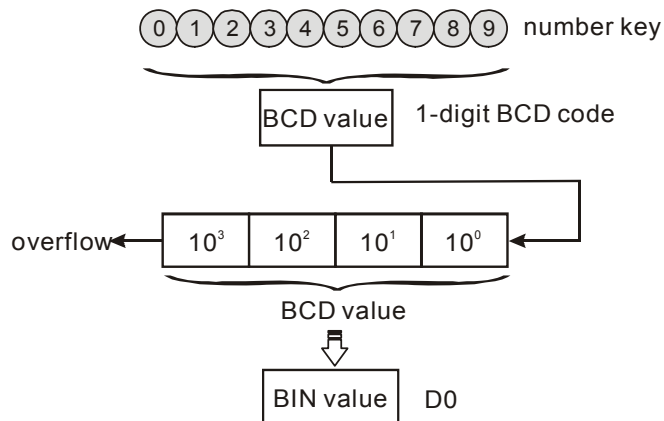 0 1 2 3 4 5 6 7 8 9 number key
BCD value 1-digit BCD code
overflow 10³ 10² 10¹ 10⁰
BCD value
BIN value D0